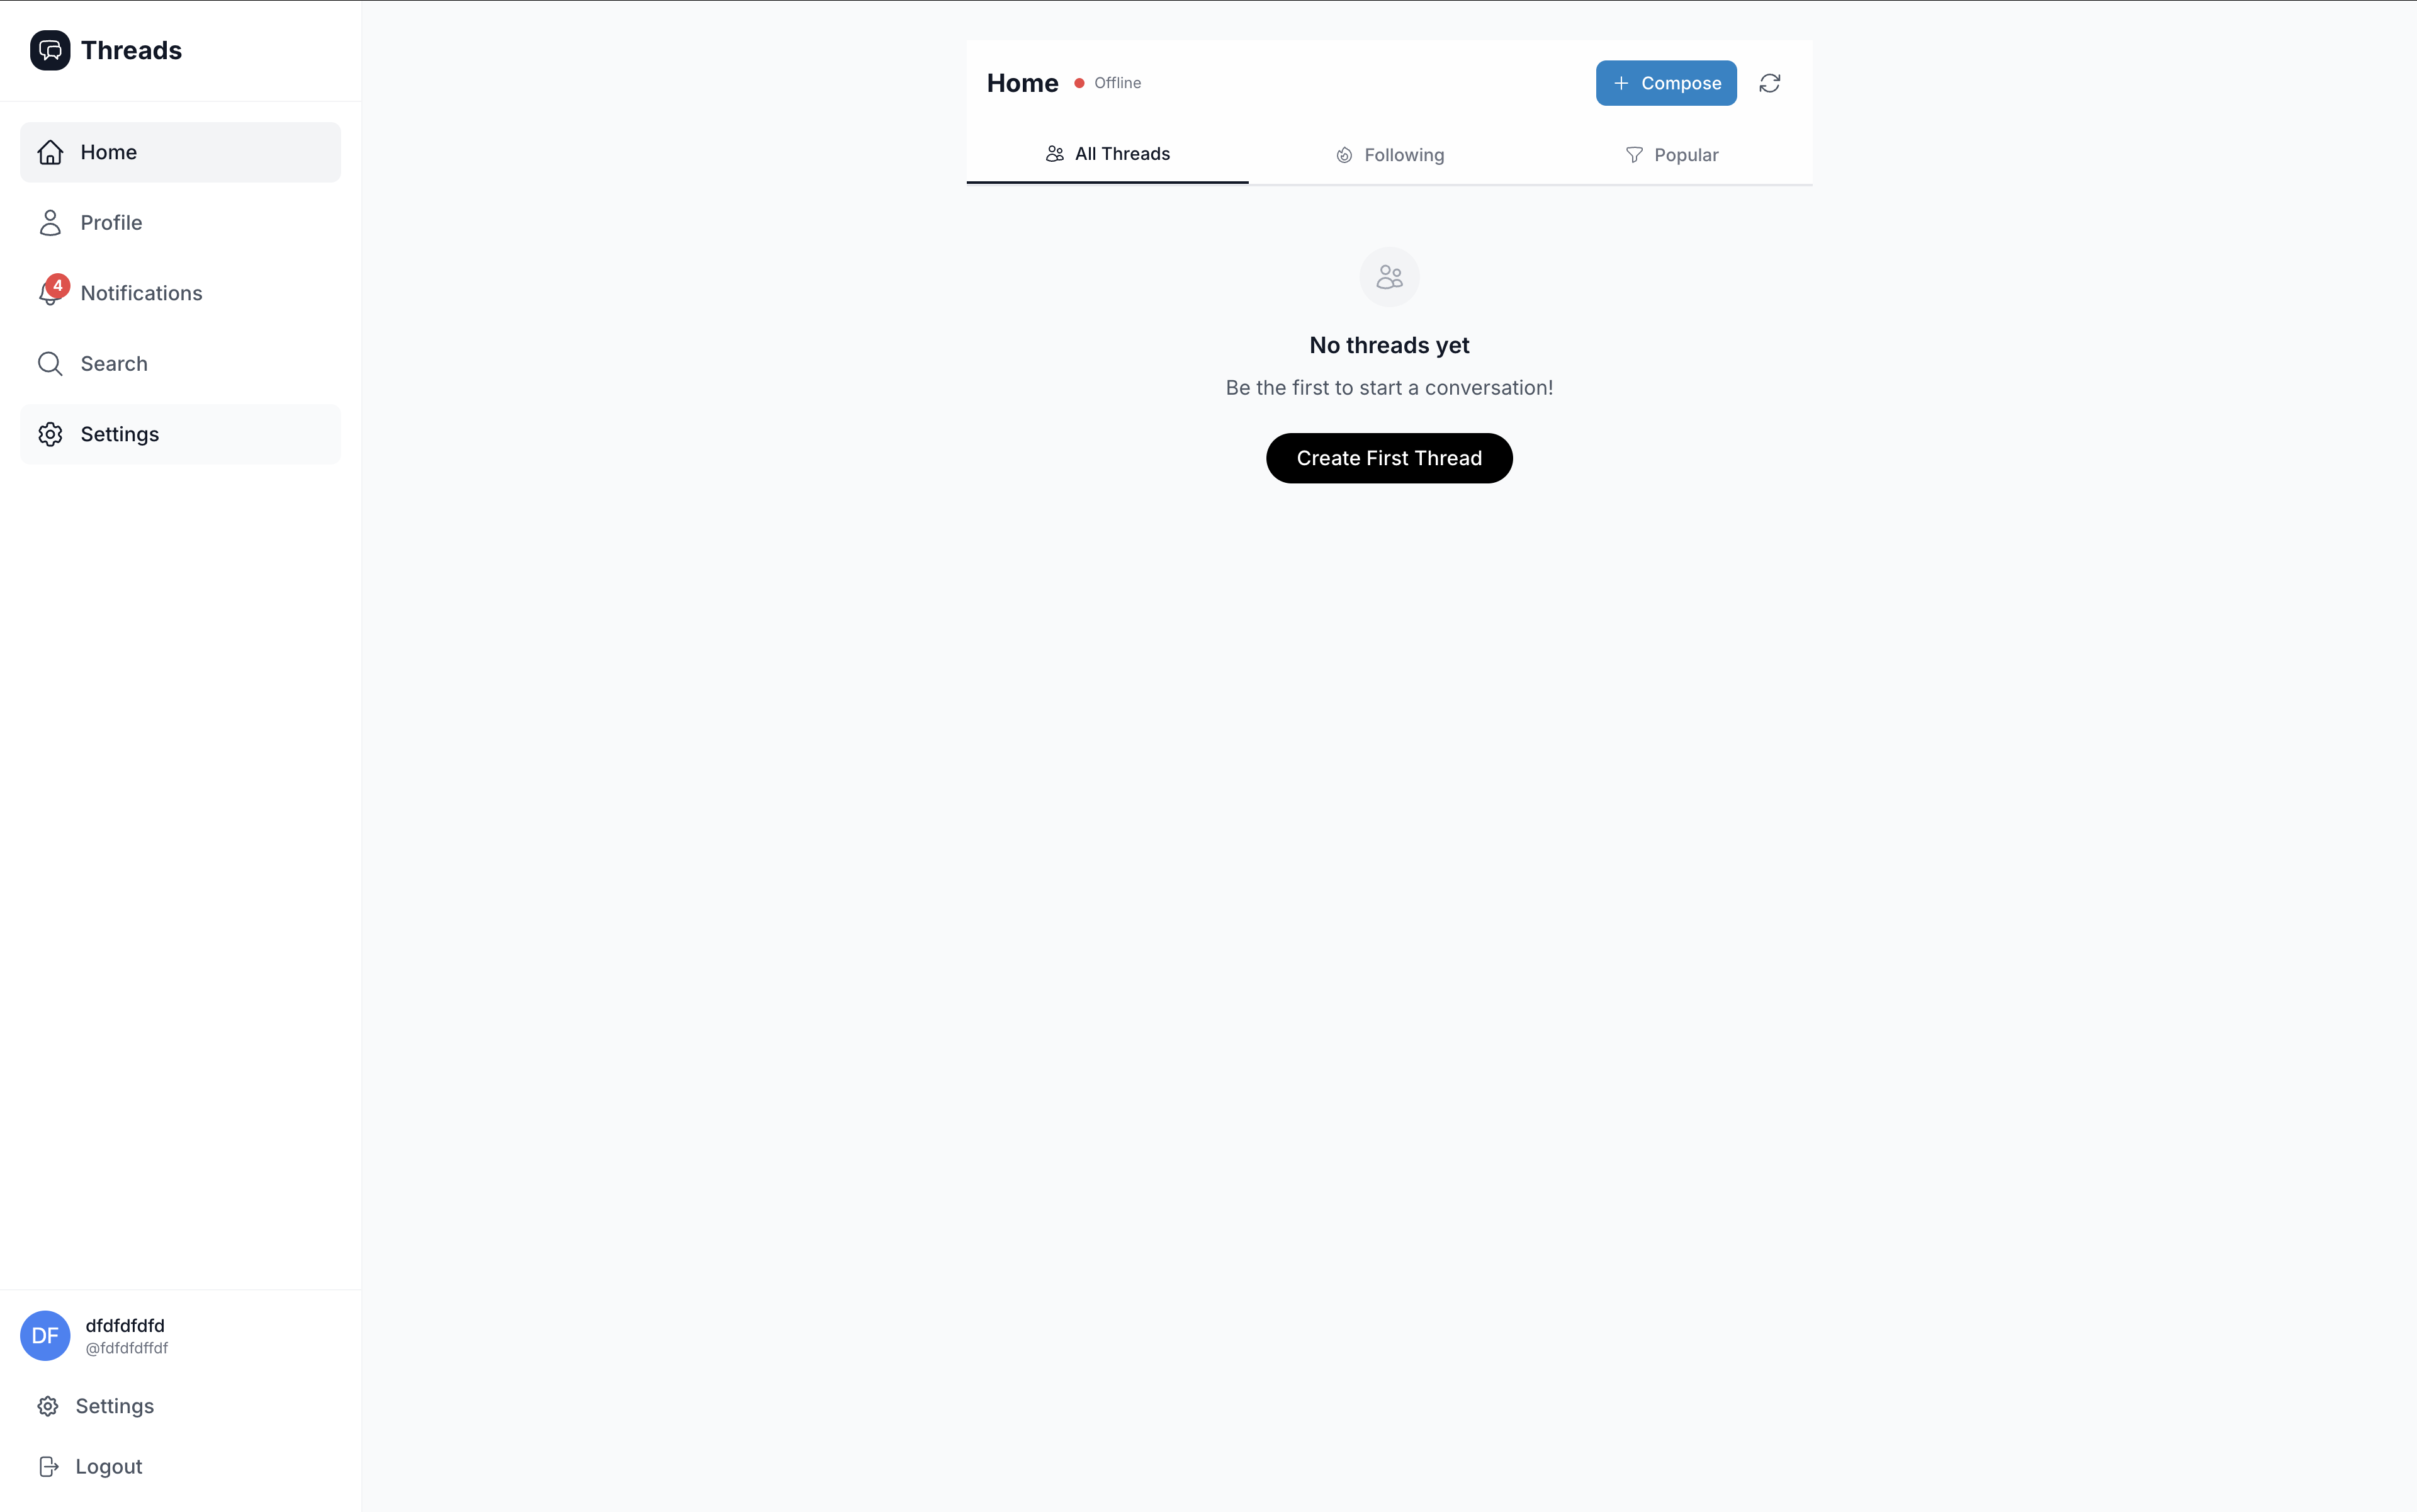 Threads
Home
Profile
4
Notifications
Search
Settings
DF
dfdfdfdfd
@fdfdfdffdf
Settings
Logout
Home
Offline
Compose
All Threads
Following
Popular
No threads yet
Be the first to start a conversation!
Create First Thread